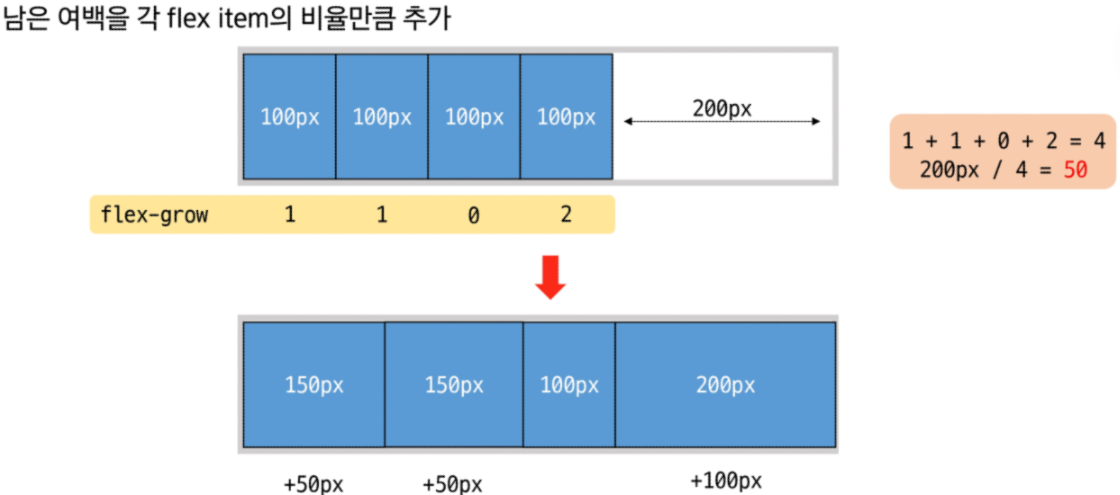 남은 여백을 각 flex item의 비율만큼 추가
100px 100px 100px 100px 200px
1 + 1 + 0 + 2 = 4
200px / 4 = 50
flex-grow 1 1 0 2
150px 150px 100px 200px
+50px +50px +100px